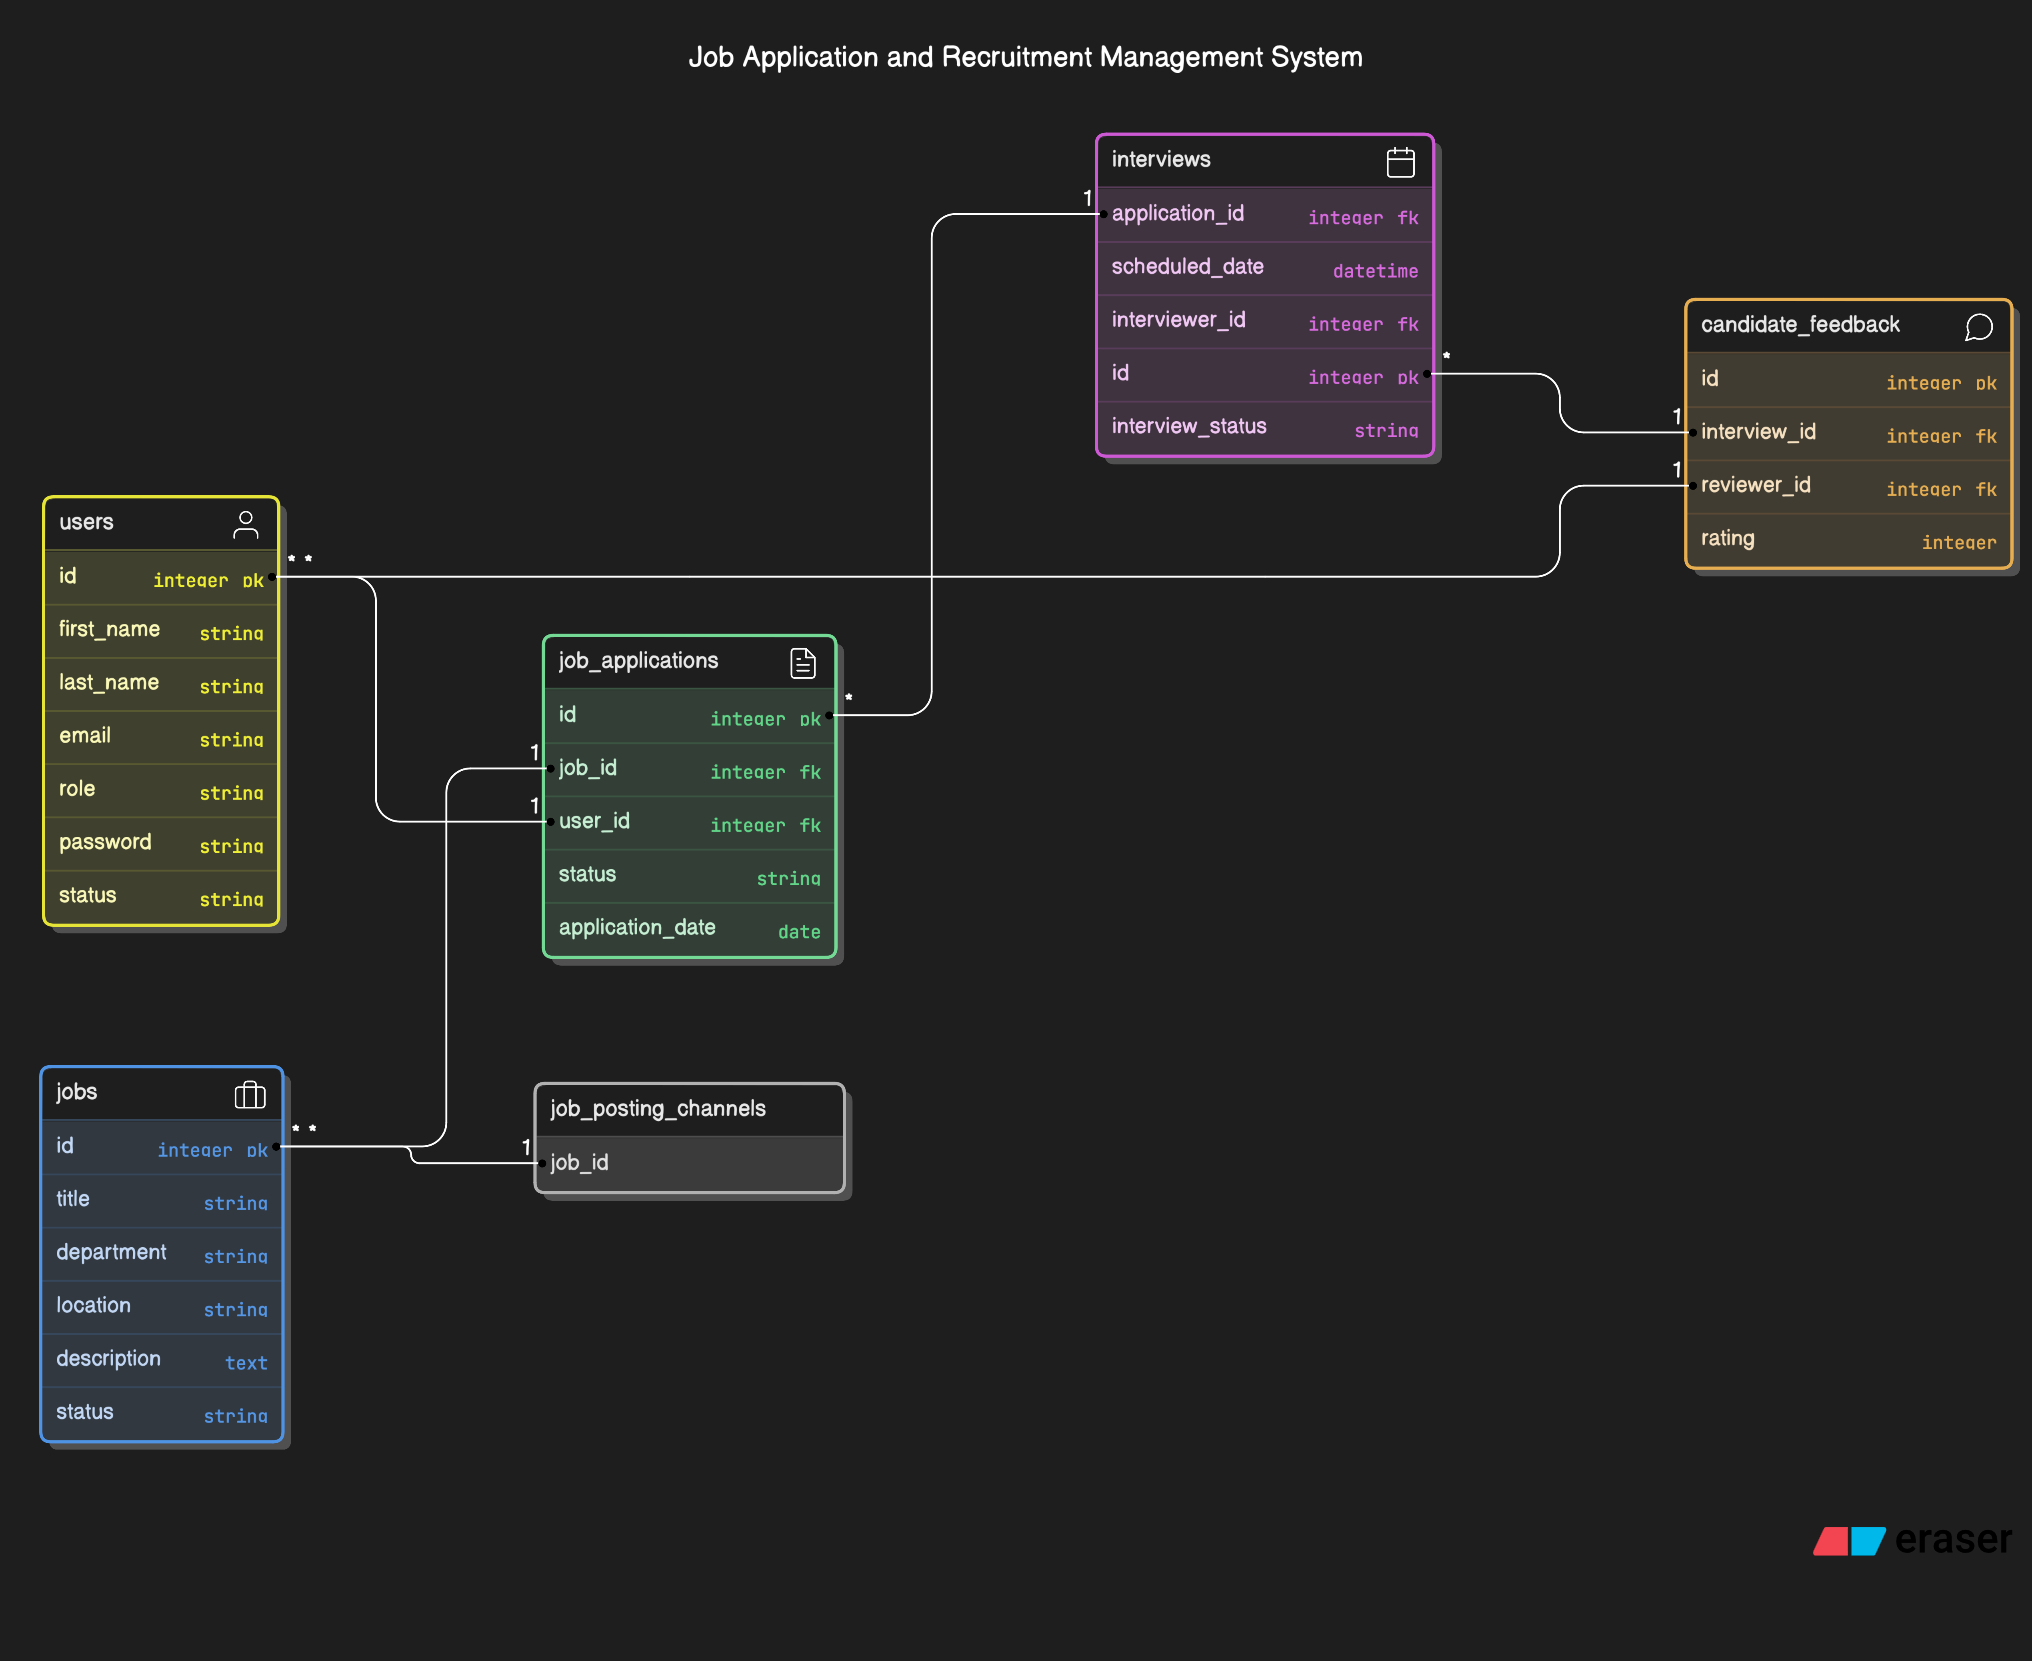 Job Application and Recruitment Management System
interviews
1
application_id integer fk
scheduled_date datetime
interviewer_id integer fk
*
id integer pk
interview_status string
candidate_feedback
id integer pk
1
interview_id integer fk
1
reviewer_id integer fk
rating integer
users
* *
id integer pk
first_name string
last_name string
email string
role string
password string
status string
job_applications
*
id integer pk
1
job_id integer fk
1
user_id integer fk
status string
application_date date
jobs
* *
id integer pk
title string
department string
location string
description text
status string
job_posting_channels
1
job_id
eraser